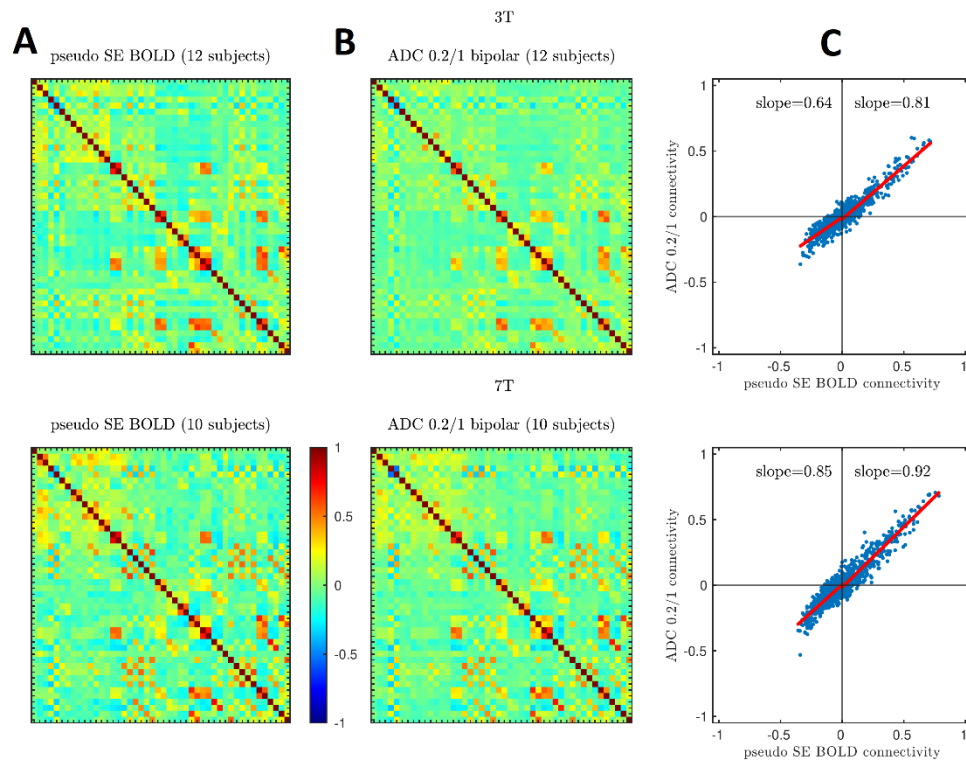 3T
A
B
C
pseudo SE BOLD (12 subjects)
ADC 0.2/1 bipolar (12 subjects)
1
0.5
0
-0.5
-1
slope=0.64
slope=0.81
ADC 0.2/1 connectivity
-1
-0.5
0
0.5
1
pseudo SE BOLD connectivity
7T
pseudo SE BOLD (10 subjects)
ADC 0.2/1 bipolar (10 subjects)
1
0.5
0
-0.5
-1
1
0.5
0
-0.5
-1
slope=0.85
slope=0.92
ADC 0.2/1 connectivity
-1
-0.5
0
0.5
1
pseudo SE BOLD connectivity